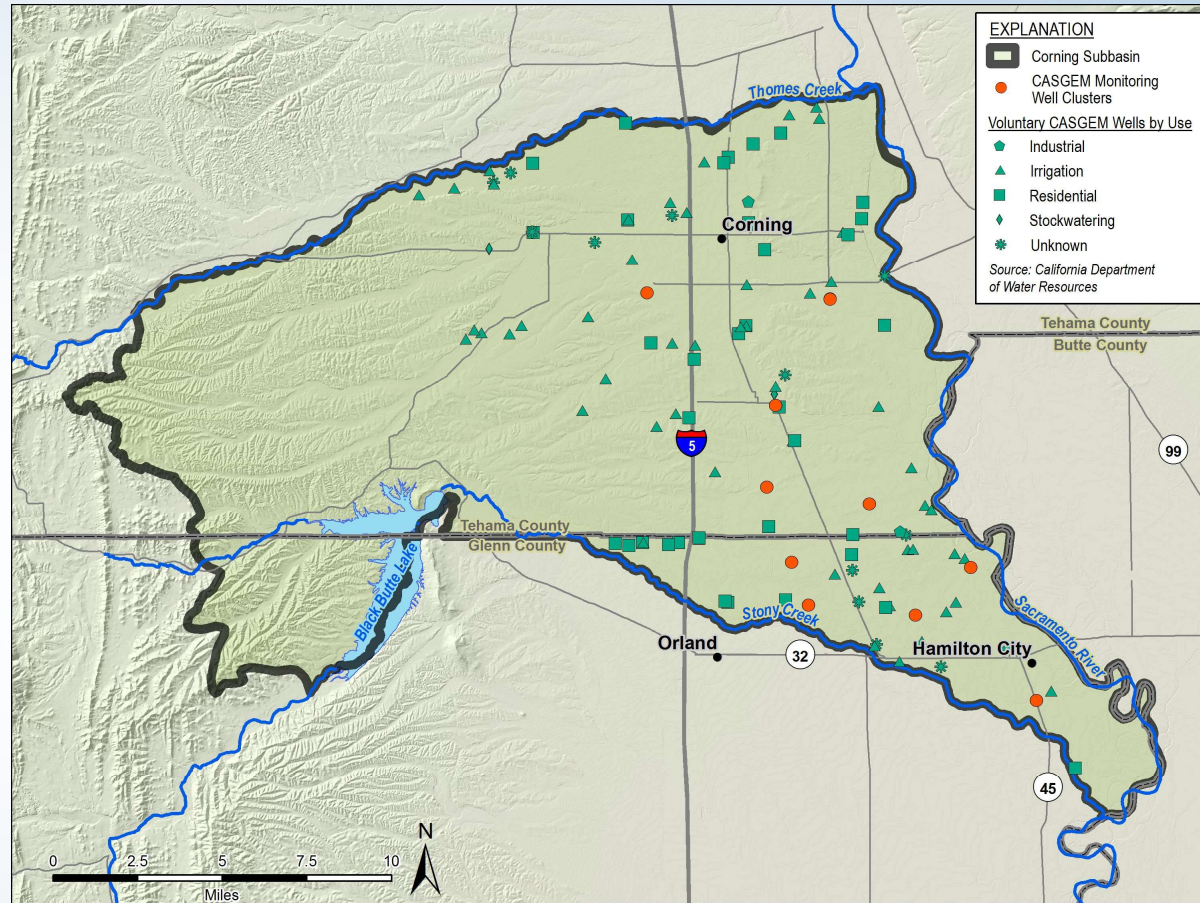 EXPLANATION
Corning Subbasin
CASGEM Monitoring
Well Clusters
Voluntary CASGEM Wells by Use
Industrial
Irrigation
Residential
Stockwatering
Unknown
Source: California Department
of Water Resources
Thomes Creek
Corning
Tehama County
Butte County
99
5
Tehama County
Glenn County
Black Butte Lake
Stony Creek
Sacramento River
Orland
32
Hamilton City
45
N
0 2.5 5 7.5 10
Miles